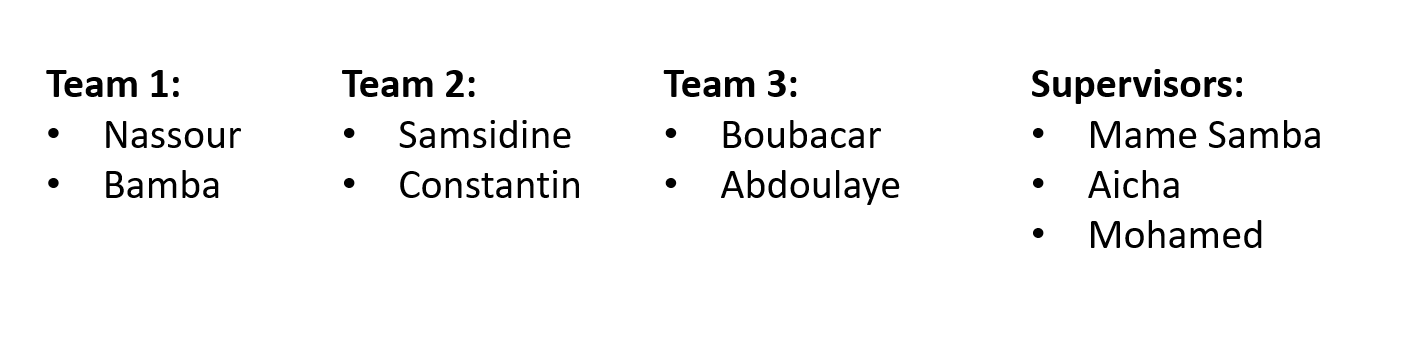 Team 1:
• Nassour
• Bamba
Team 2:
• Samsidine
• Constantin
Team 3:
• Boubacar
• Abdoulaye
Supervisors:
• Mame Samba
• Aicha
• Mohamed